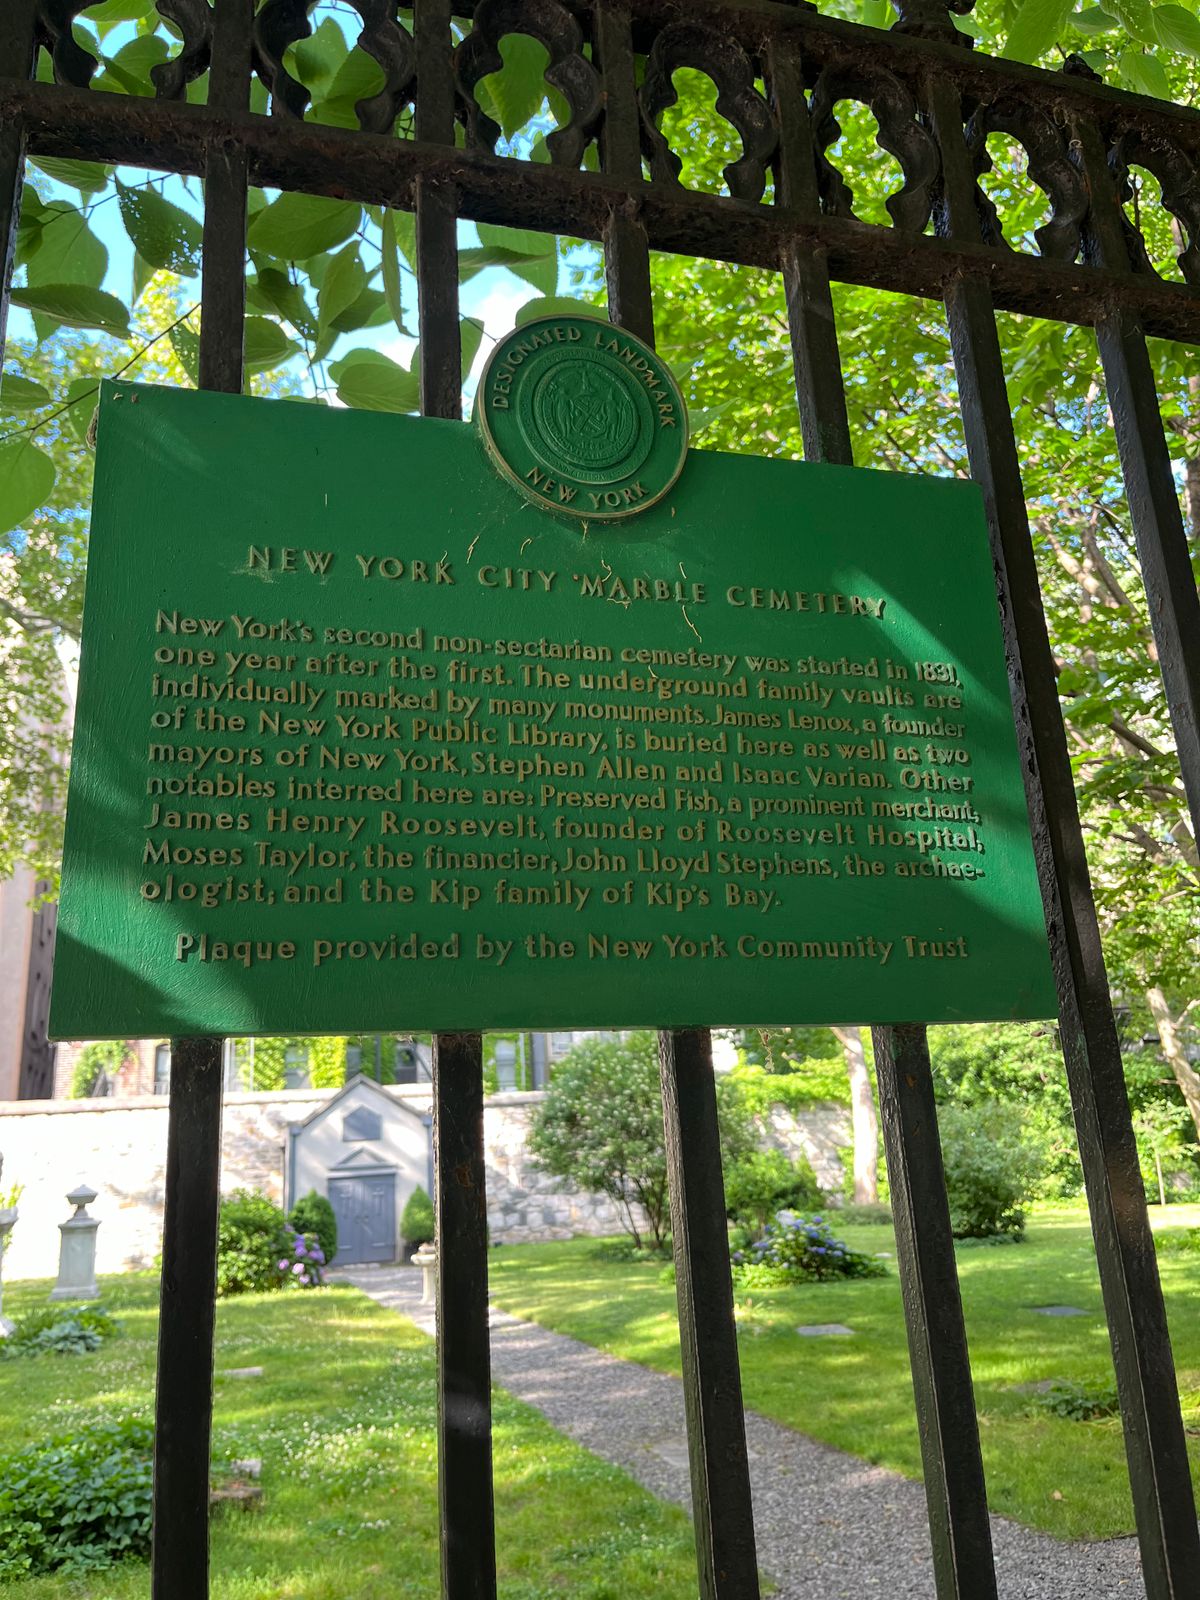 DESIGNATED LANDMARK
NEW YORK
NEW YORK CITY MARBLE CEMETERY
New York's second non-sectarian cemetery was started in 1831,
one year after the first. The underground family vaults are
individually marked by many monuments. James Lenox, a founder
of the New York Public Library, is buried here as well as two
mayors of New York, Stephen Allen and Isaac Varian. Other
notables interred here are: Preserved Fish, a prominent merchant;
James Henry Roosevelt, founder of Roosevelt Hospital;
Moses Taylor, the financier; John Lloyd Stephens, the archae-
ologist; and the Kip family of Kip's Bay.
Plaque provided by the New York Community Trust